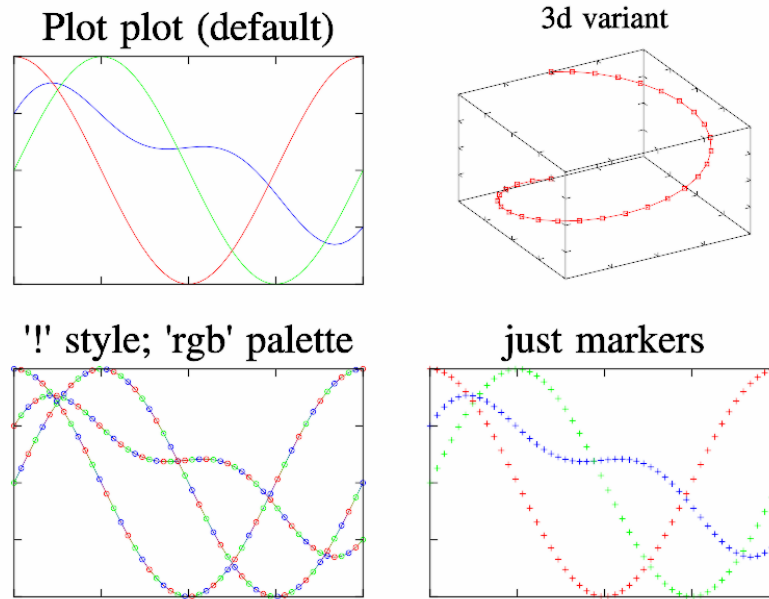 Plot plot (default)
3d variant
'!' style; 'rgb' palette
just markers